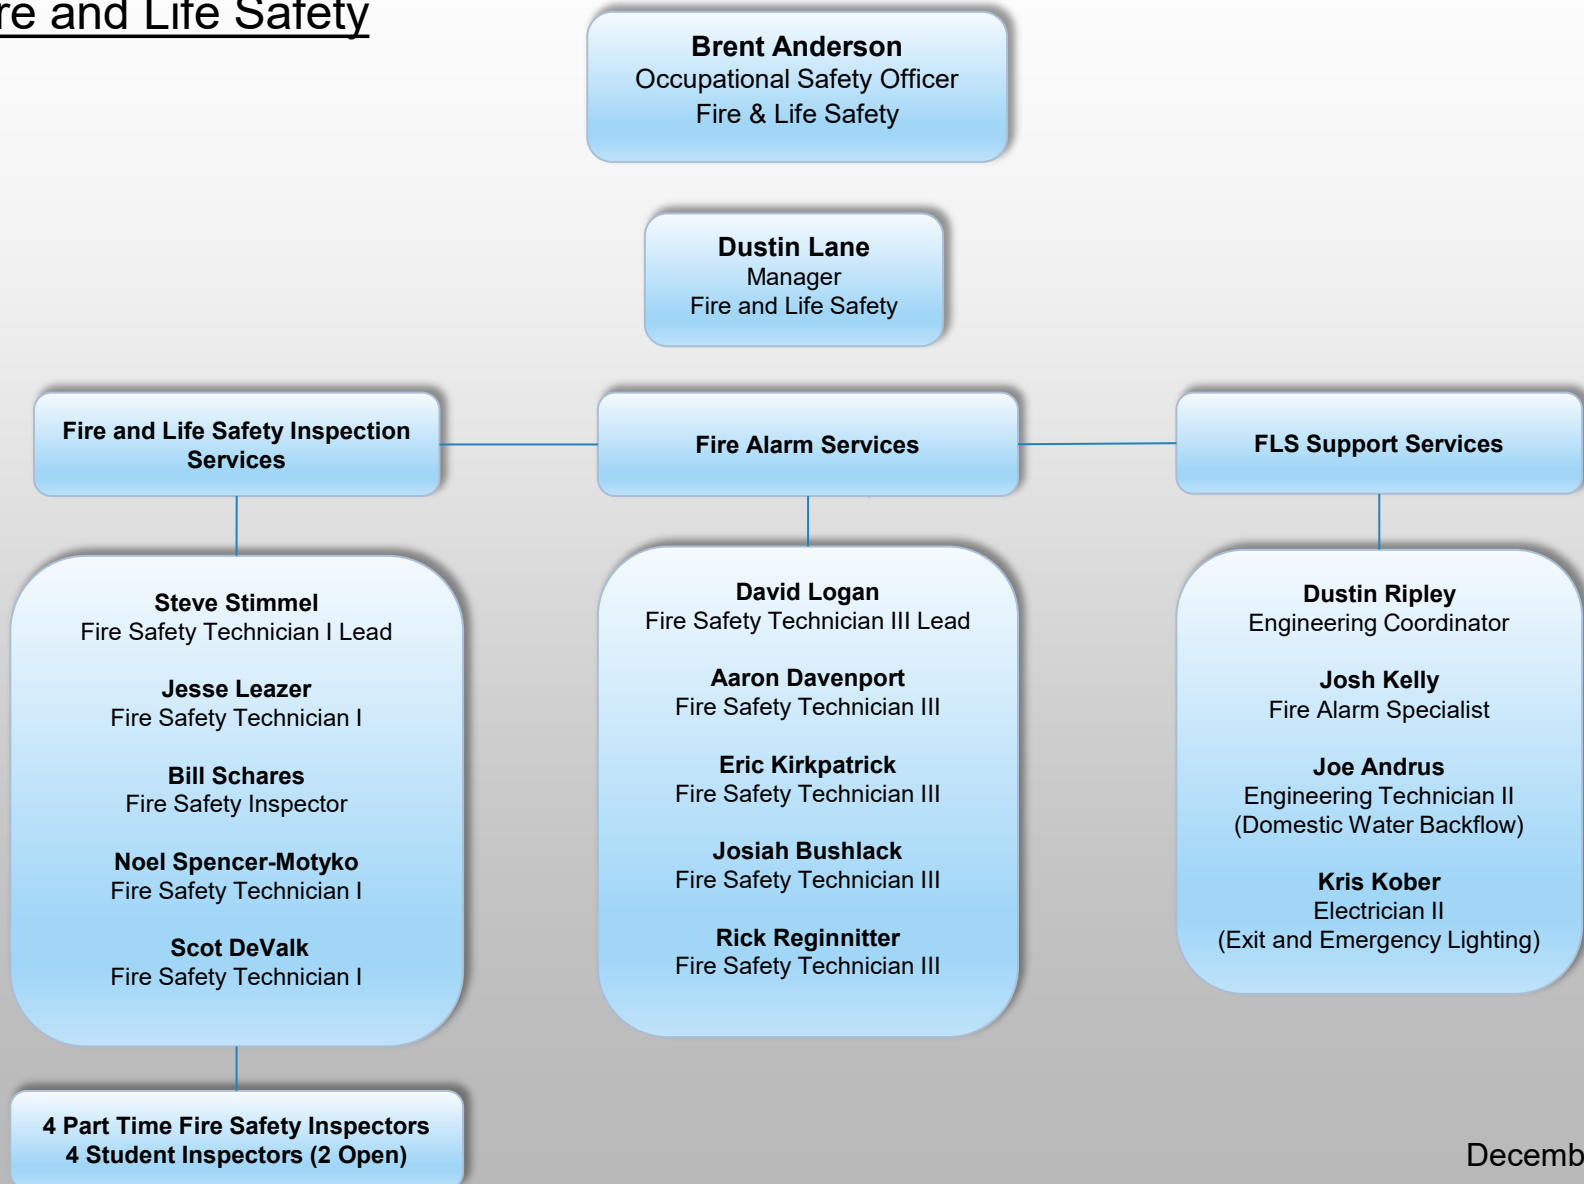 re and Life Safety
Brent Anderson
Occupational Safety Officer
Fire & Life Safety
Dustin Lane
Manager
Fire and Life Safety
Fire and Life Safety Inspection
Services
Fire Alarm Services
FLS Support Services
Steve Stimmel
Fire Safety Technician I Lead
Jesse Leazer
Fire Safety Technician I
Bill Schares
Fire Safety Inspector
Noel Spencer-Motyko
Fire Safety Technician I
Scot DeValk
Fire Safety Technician I
David Logan
Fire Safety Technician III Lead
Aaron Davenport
Fire Safety Technician III
Eric Kirkpatrick
Fire Safety Technician III
Josiah Bushlack
Fire Safety Technician III
Rick Reginnitter
Fire Safety Technician III
Dustin Ripley
Engineering Coordinator
Josh Kelly
Fire Alarm Specialist
Joe Andrus
Engineering Technician II
(Domestic Water Backflow)
Kris Kober
Electrician II
(Exit and Emergency Lighting)
4 Part Time Fire Safety Inspectors
4 Student Inspectors (2 Open)
Decemb